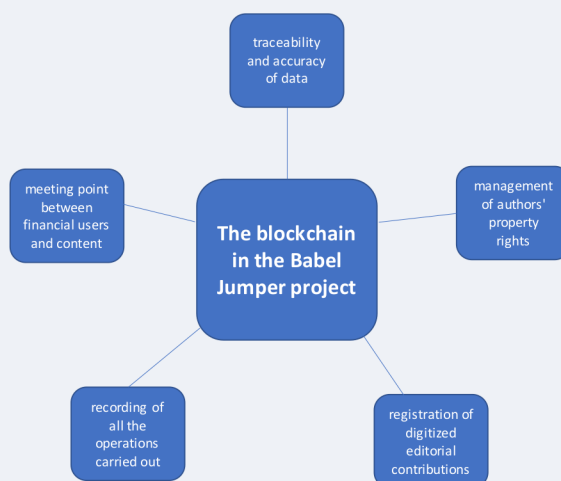 traceability
and accuracy
of data
meeting point
between
financial users
and content
management
of authors'
property
rights
The blockchain
in the Babel
Jumper project
recording of
all the
operations
carried out
registration of
digitized
editorial
contributions